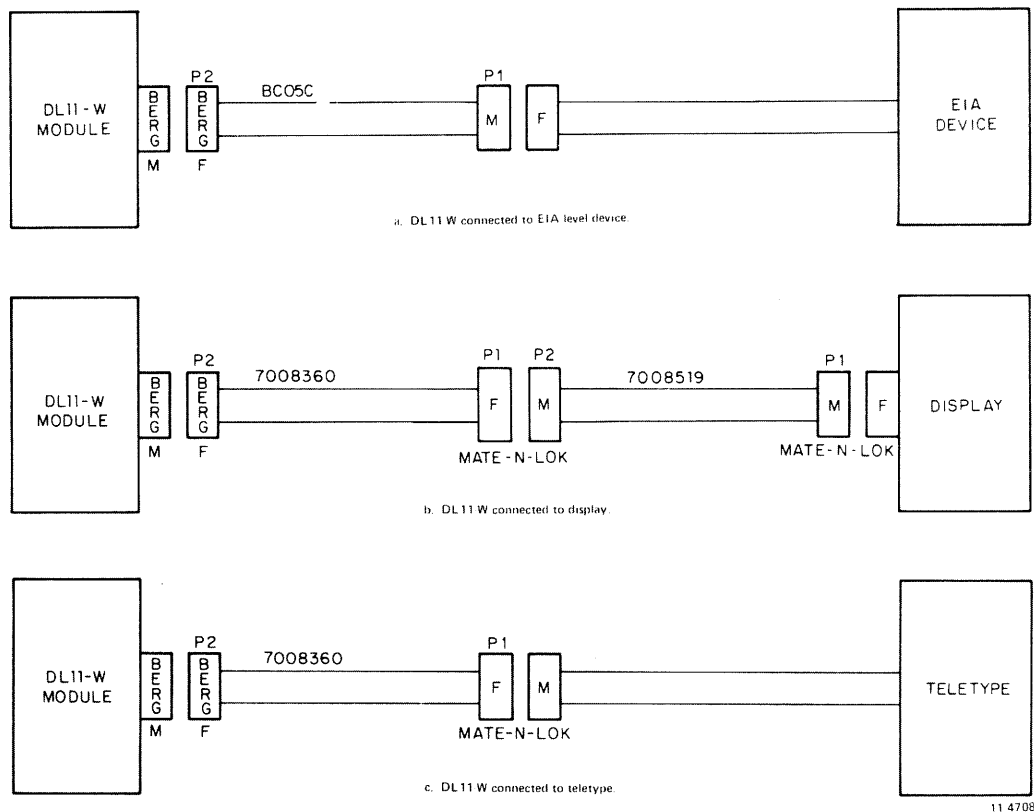 DL11-W
MODULE
BERG
M
P2
BERG
F
BC05C
P1
M
F
EIA
DEVICE
a. DL11 W connected to EIA level device.
DL11-W
MODULE
BERG
M
P2
BERG
F
7008360
P1
F
P2
M
MATE-N-LOK
7008519
P1
M
F
MATE-N-LOK
DISPLAY
b. DL11 W connected to display.
DL11-W
MODULE
BERG
M
P2
BERG
F
7008360
P1
F
M
MATE-N-LOK
TELETYPE
c. DL11 W connected to teletype.
11 4708